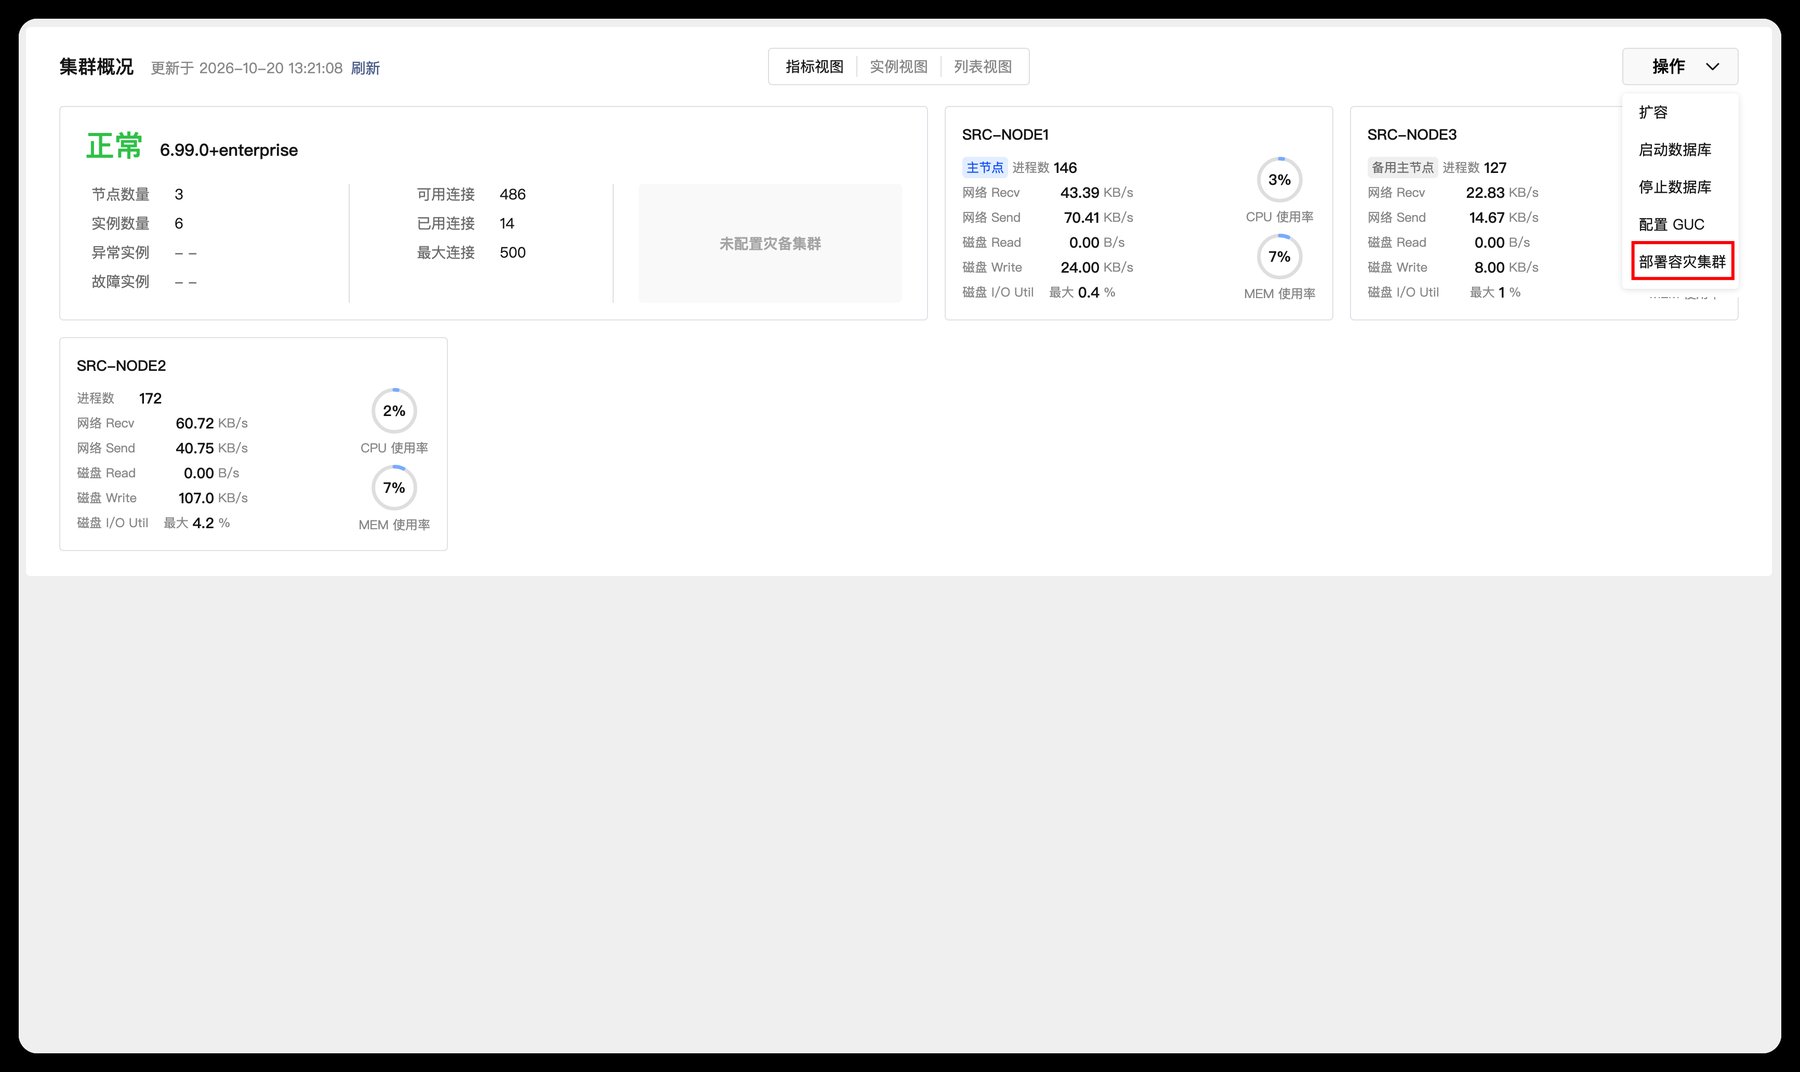 集群概况 更新于 2026-10-20 13:21:08 刷新
指标视图 实例视图 列表视图
操作
扩容
启动数据库
停止数据库
配置 GUC
部署容灾集群
正常 6.99.0+enterprise
节点数量 3
实例数量 6
异常实例 – –
故障实例 – –
可用连接 486
已用连接 14
最大连接 500
未配置灾备集群
SRC-NODE1
主节点 进程数 146
网络 Recv 43.39 KB/s
网络 Send 70.41 KB/s
磁盘 Read 0.00 B/s
磁盘 Write 24.00 KB/s
磁盘 I/O Util 最大 0.4 %
3%
CPU 使用率
7%
MEM 使用率
SRC-NODE3
备用主节点 进程数 127
网络 Recv 22.83 KB/s
网络 Send 14.67 KB/s
磁盘 Read 0.00 B/s
磁盘 Write 8.00 KB/s
磁盘 I/O Util 最大 1 %
SRC-NODE2
进程数 172
网络 Recv 60.72 KB/s
网络 Send 40.75 KB/s
磁盘 Read 0.00 B/s
磁盘 Write 107.0 KB/s
磁盘 I/O Util 最大 4.2 %
2%
CPU 使用率
7%
MEM 使用率